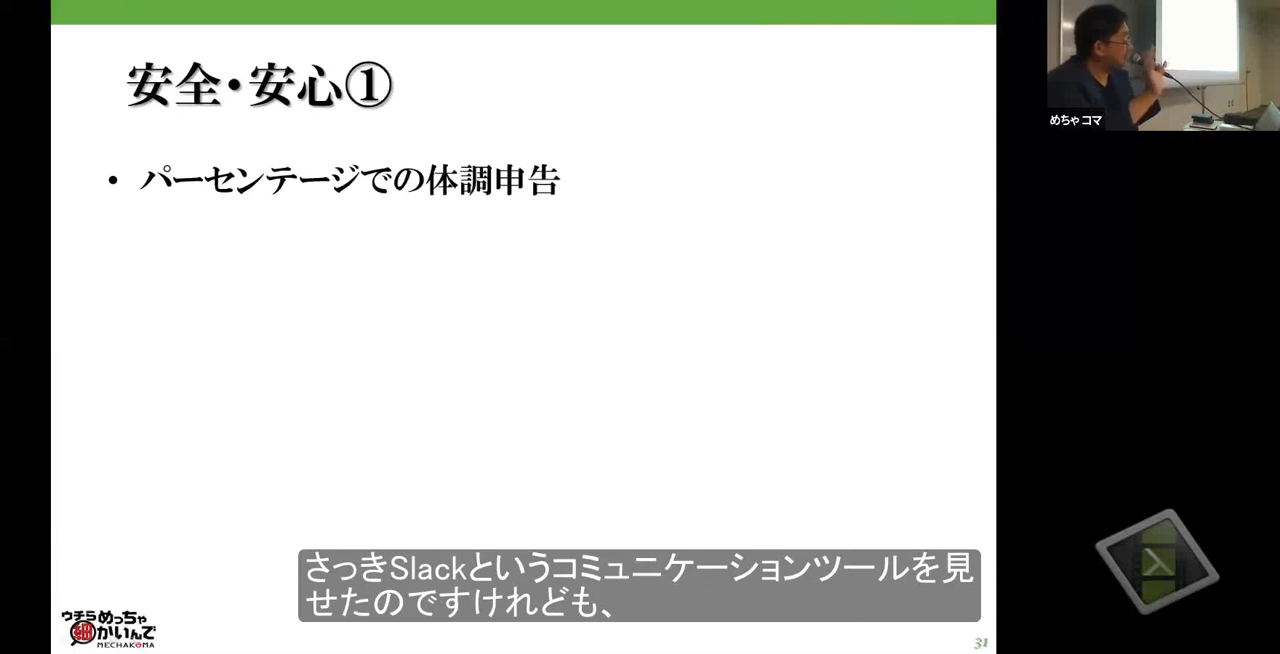 安全・安心①
めちゃコマ
• パーセンテージでの体調申告
さっきSlackというコミュニケーションツールを見
せたのですけれども、
ウチらめっちゃ
細かいんで
MECHAKOMA
31